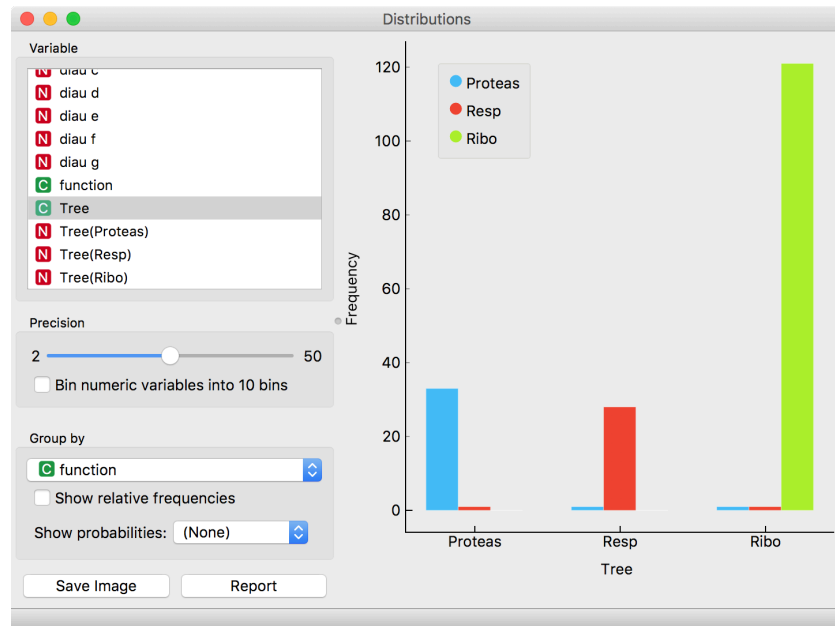 Distributions
Variable
N diau c
N diau d
N diau e
N diau f
N diau g
C function
C Tree
N Tree(Proteas)
N Tree(Resp)
N Tree(Ribo)
Precision
2 50
Bin numeric variables into 10 bins
Group by
C function
Show relative frequencies
Show probabilities: (None)
Save Image Report
120
100
80
60
40
20
0
Frequency
Proteas
Resp
Ribo
Proteas Resp Ribo
Tree